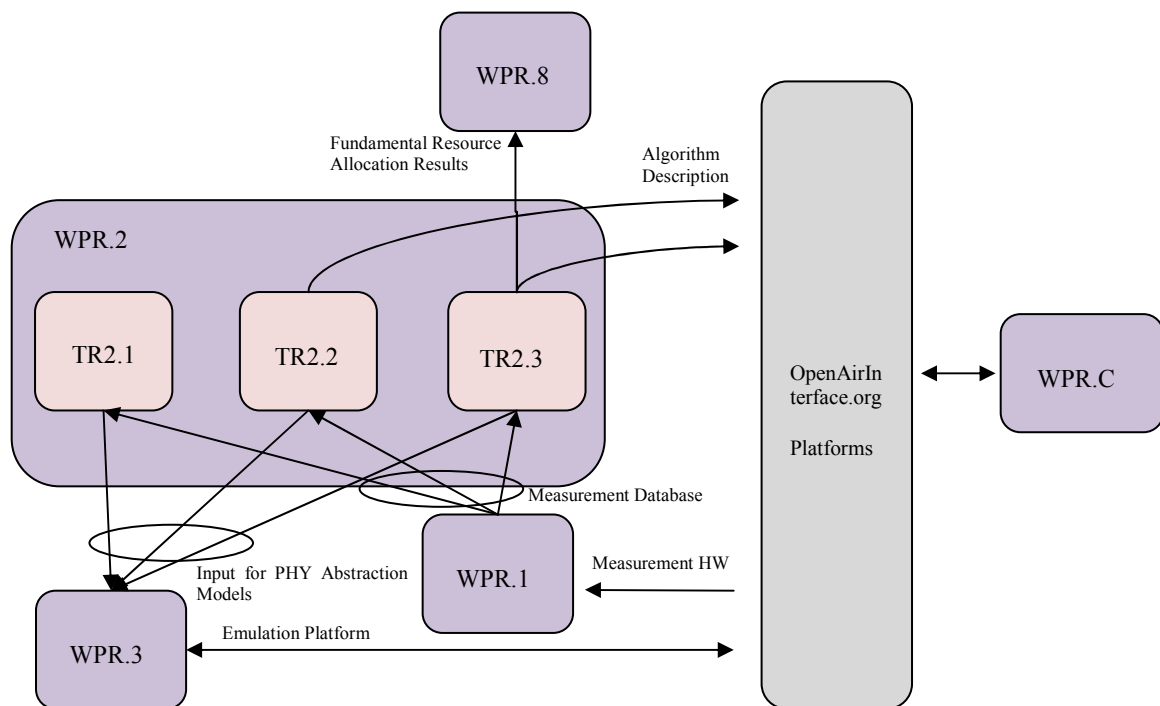 WPR.8
Fundamental Resource
Allocation Results
Algorithm
Description
WPR.2
TR2.1
TR2.2
TR2.3
OpenAirIn
terface.org
Platforms
WPR.C
Measurement Database
WPR.1
Measurement HW
Input for PHY Abstraction
Models
WPR.3
Emulation Platform